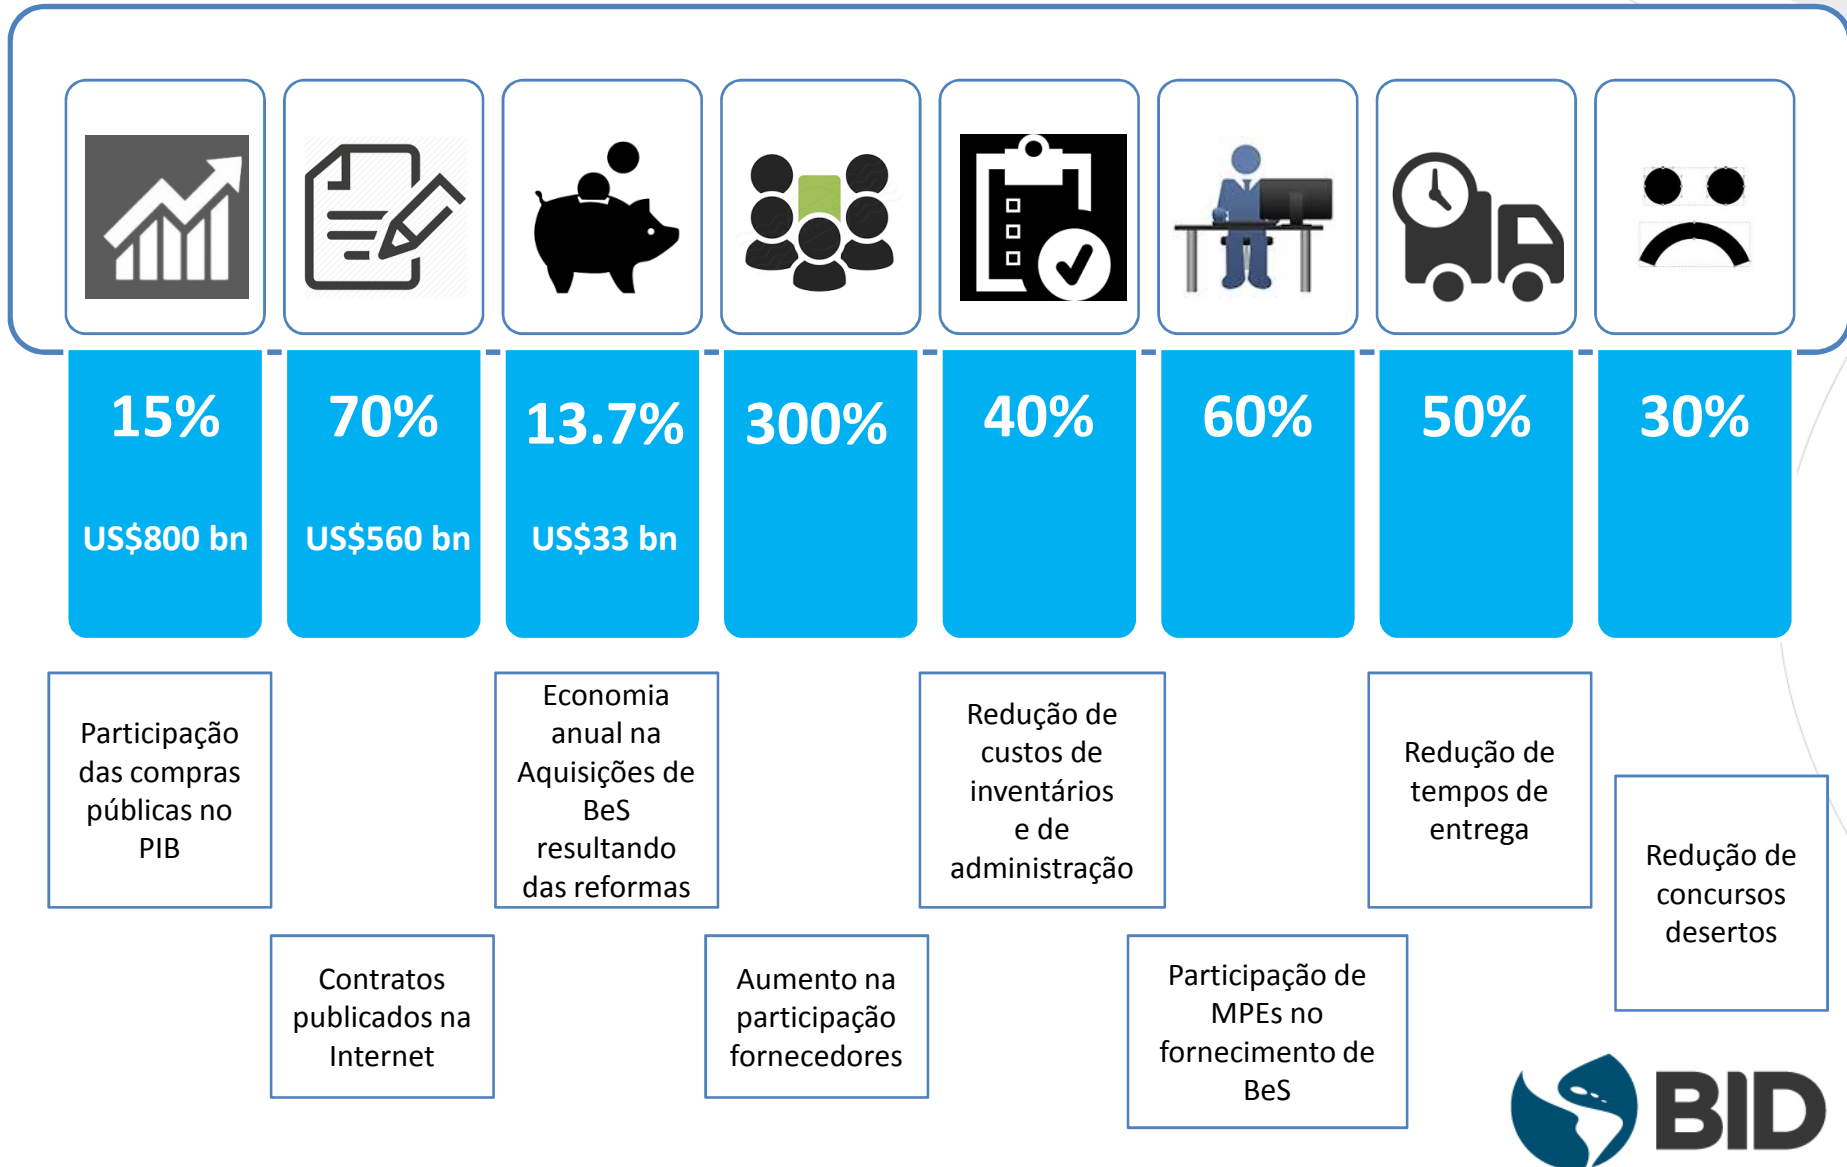 15%
70%
13.7%
300%
40%
60%
50%
30%
US$800 bn
US$560 bn
US$33 bn
Participação
das compras
públicas no
PIB
Contratos
publicados na
Internet
Economia
anual na
Aquisições de
BeS
resultando
das reformas
Aumento na
participação
fornecedores
Redução de
custos de
inventários
e de
administração
Participação de
MPEs no
fornecimento de
BeS
Redução de
tempos de
entrega
Redução de
concursos
desertos
BID